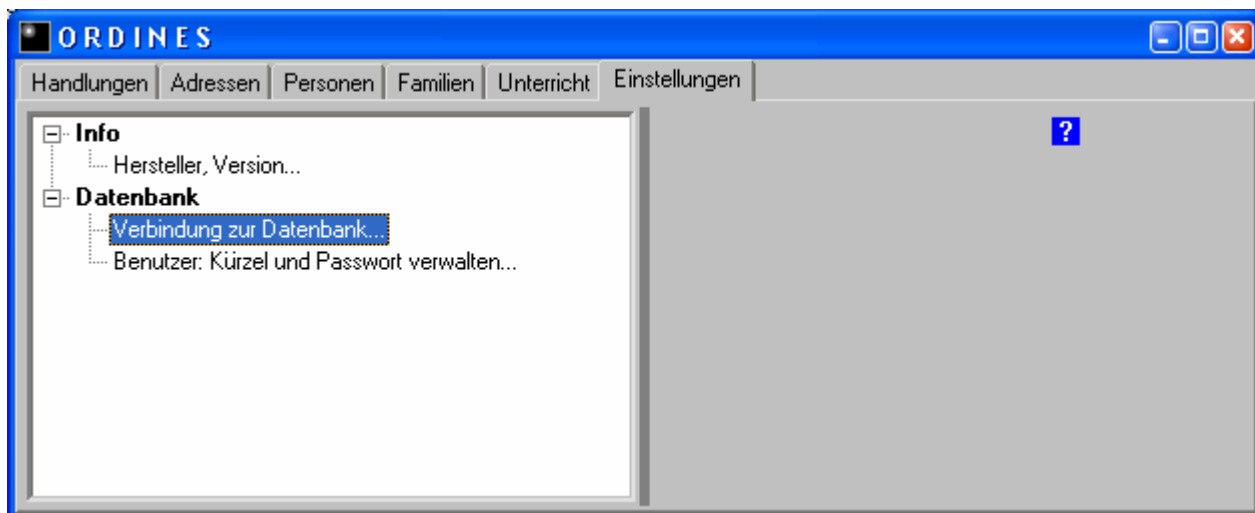 ORDINES
Handlungen Adressen Personen Familien Unterricht Einstellungen
Info
?
Hersteller, Version...
Datenbank
Verbindung zur Datenbank...
Benutzer: Kürzel und Passwort verwalten...